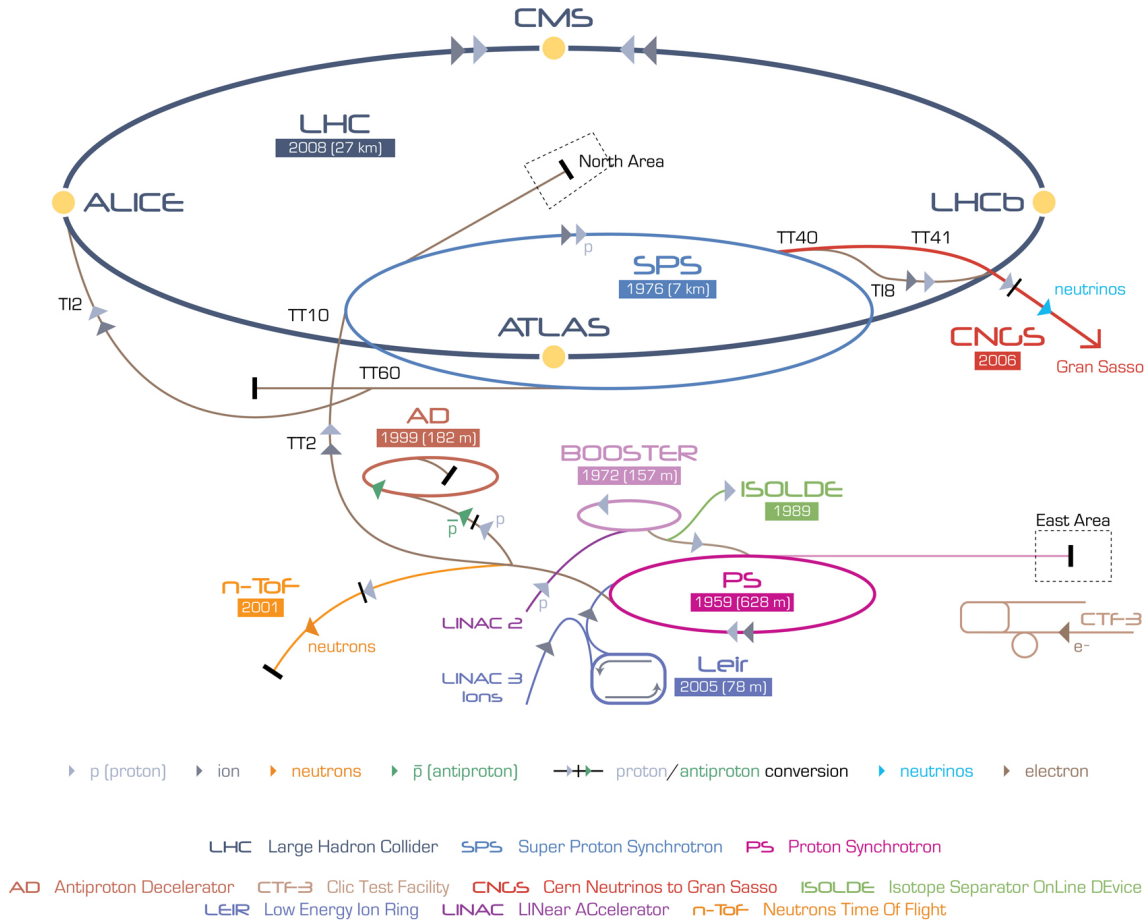 CMS
LHC
2008 (27 km)
North Area
ALICE
LHCb
TT40
TT41
p
SPS
1976 (7 km)
TI8
neutrinos
TI2
TT10
ATLAS
CNGS
2006
Gran Sasso
TT60
AD
1999 (182 m)
TT2
BOOSTER
1972 (157 m)
ISOLDE
1989
p̅
p
East Area
n-ToF
2001
PS
1959 (628 m)
p
LINAC 2
CTF-3
e-
neutrons
LINAC 3
Ions
Leir
2005 (78 m)
p (proton) ion neutrons p̅ (antiproton) proton/antiproton conversion neutrinos electron
LHC Large Hadron Collider SPS Super Proton Synchrotron PS Proton Synchrotron
AD Antiproton Decelerator CTF-3 Clic Test Facility CNGS Cern Neutrinos to Gran Sasso ISOLDE Isotope Separator OnLine DEvice
LEIR Low Energy Ion Ring LINAC LINear ACcelerator n-ToF Neutrons Time Of Flight